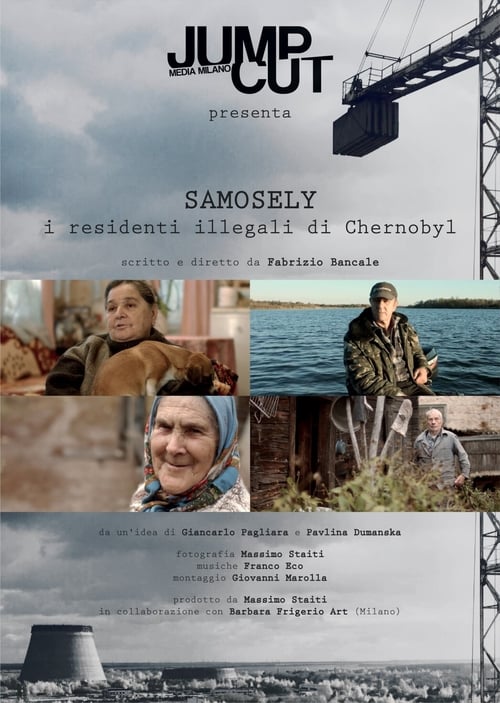 JUMP
MEDIA MILANO
CUT
presenta
SAMOSELY
i residenti illegali di Chernobyl
scritto e diretto da Fabrizio Bancale
da un'idea di Giancarlo Pagliara e Pavlina Dumanska
fotografia Massimo Staiti
musiche Franco Eco
montaggio Giovanni Marolla
prodotto da Massimo Staiti
in collaborazione con Barbara Frigerio Art (Milano)